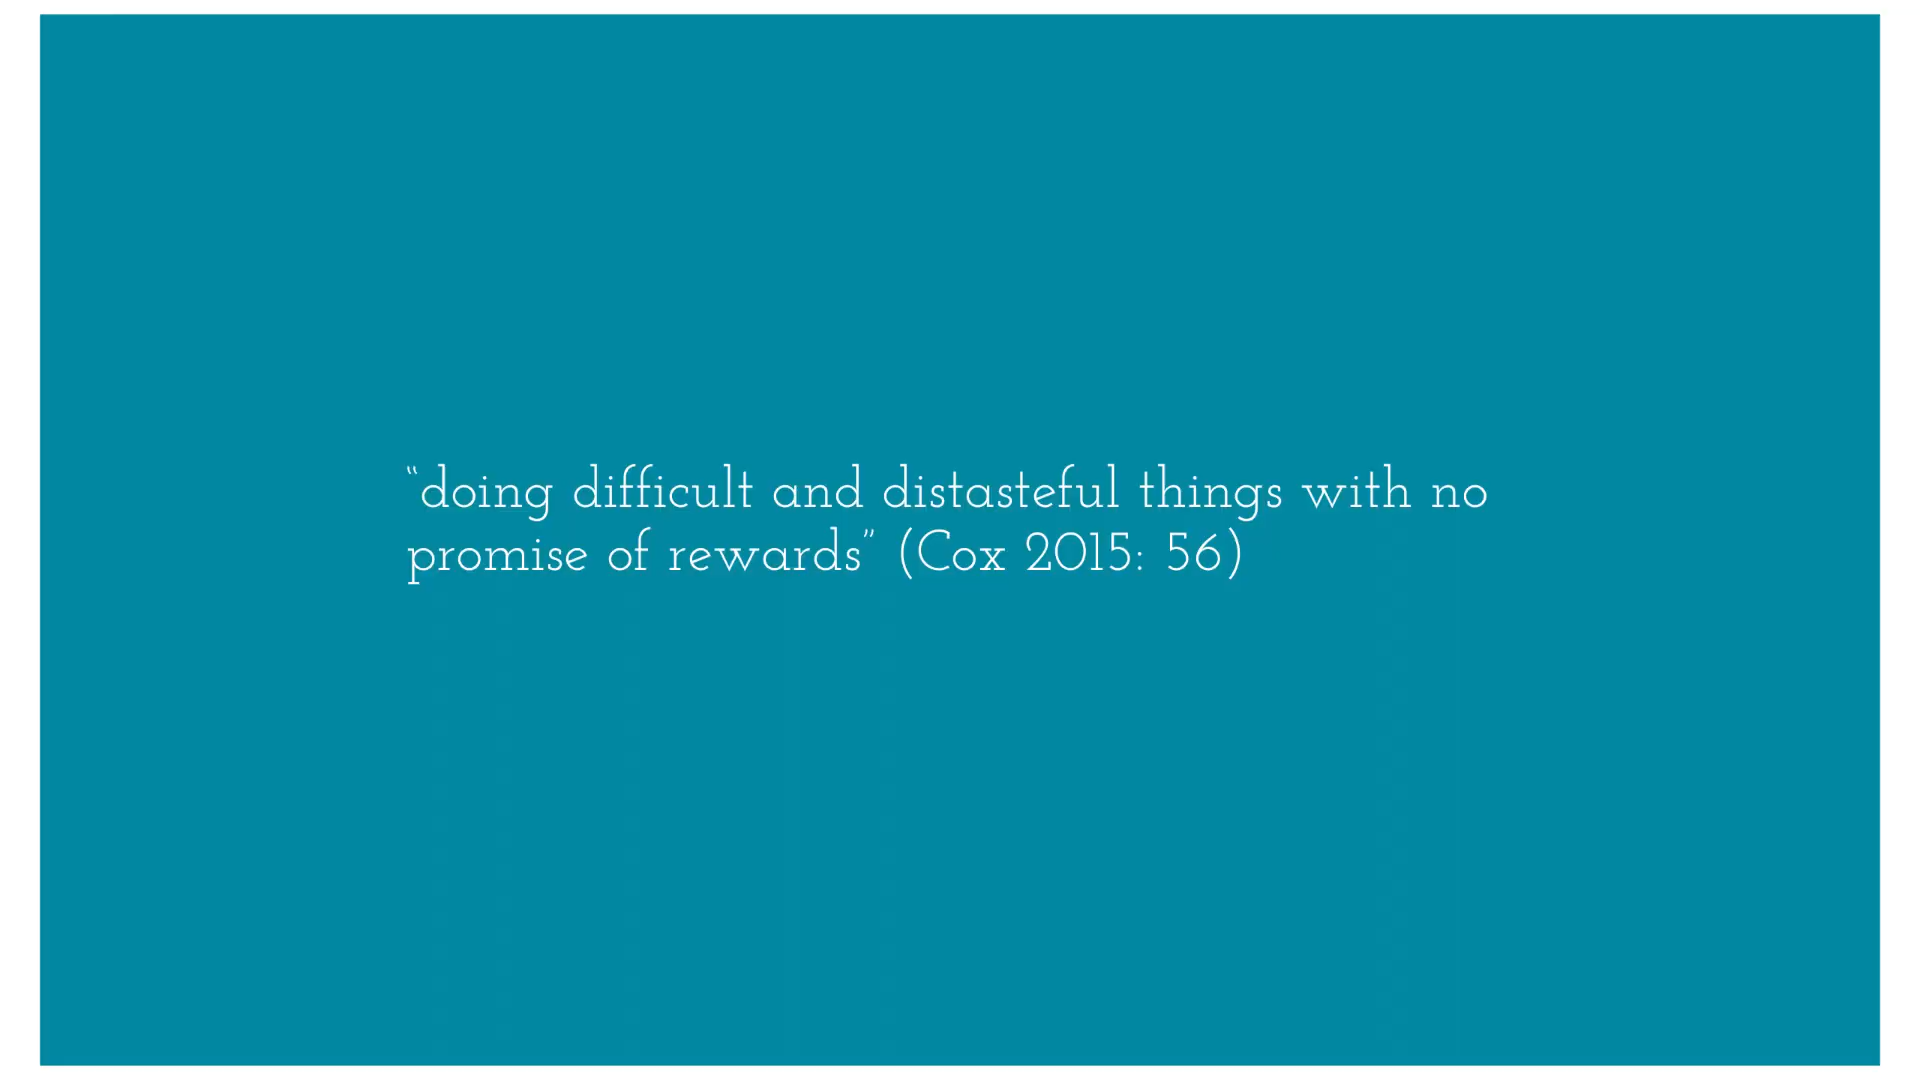 “doing difficult and distasteful things with no
promise of rewards” (Cox 2015: 56)